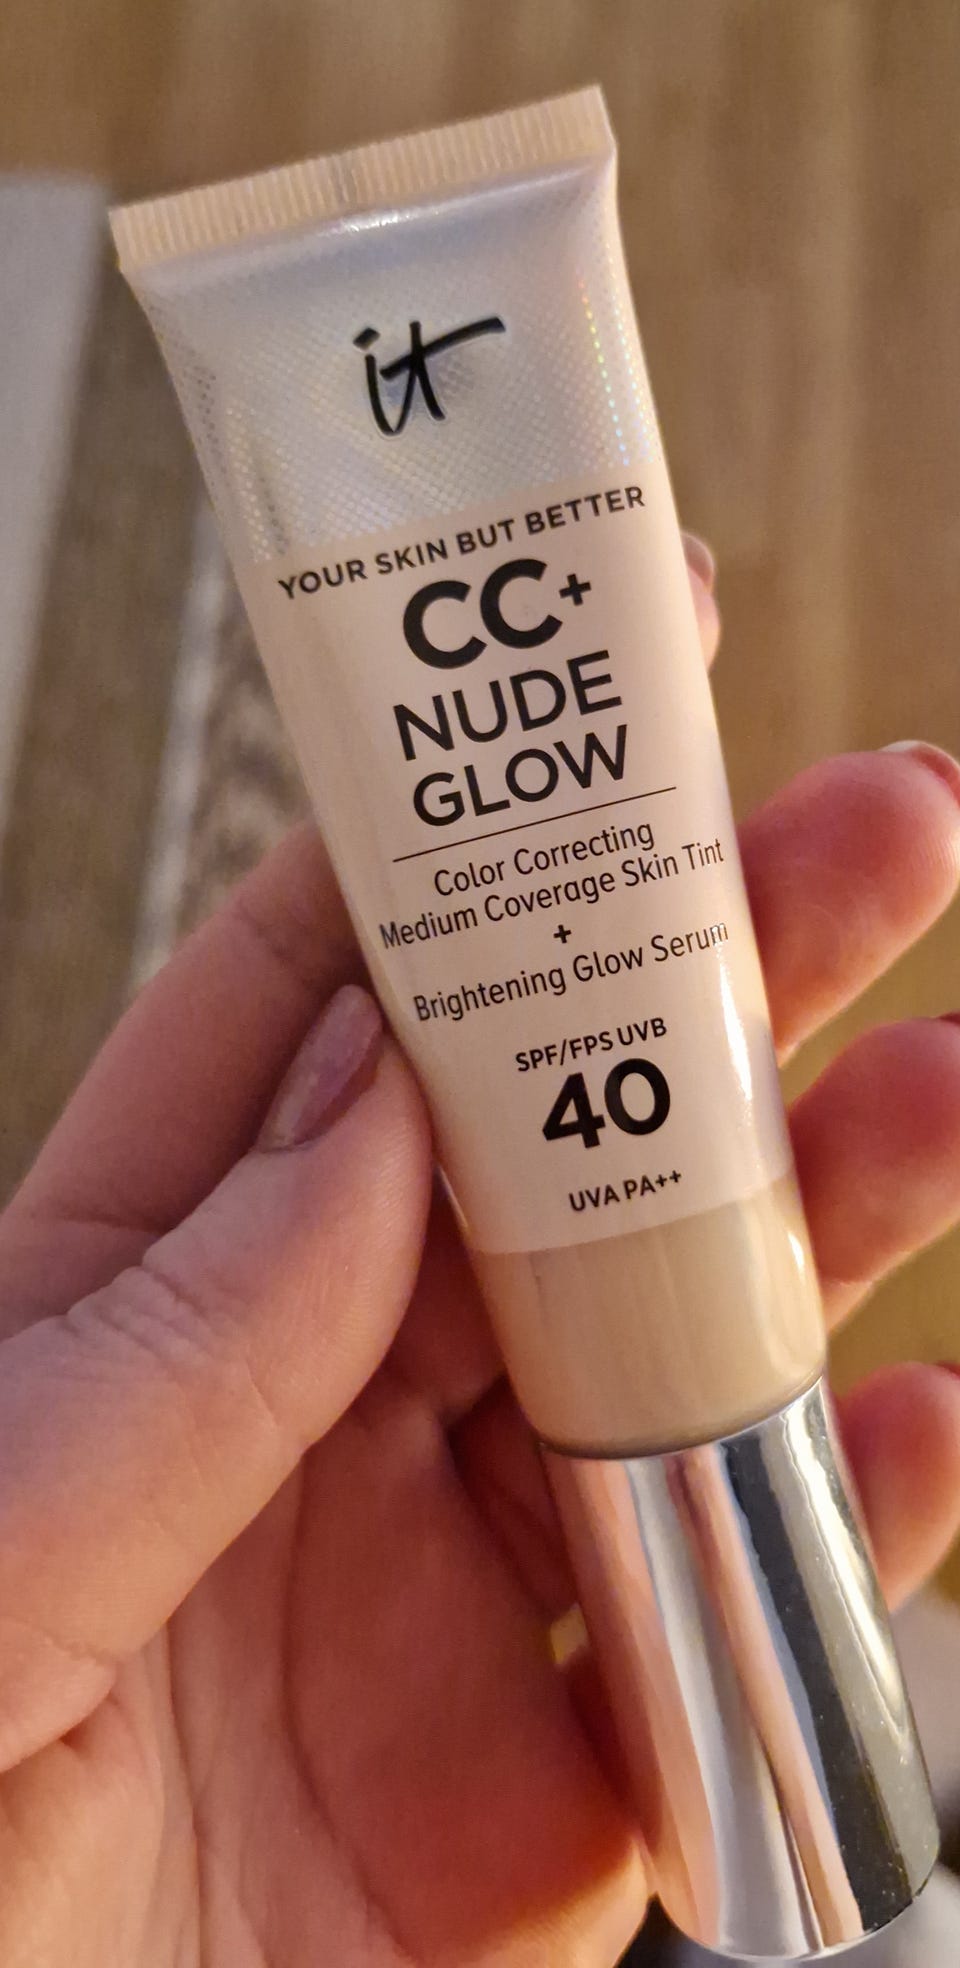 it
YOUR SKIN BUT BETTER
CC+
NUDE
GLOW
Color Correcting
Medium Coverage Skin Tint
+
Brightening Glow Serum
SPF/FPS UVB
40
UVA PA++